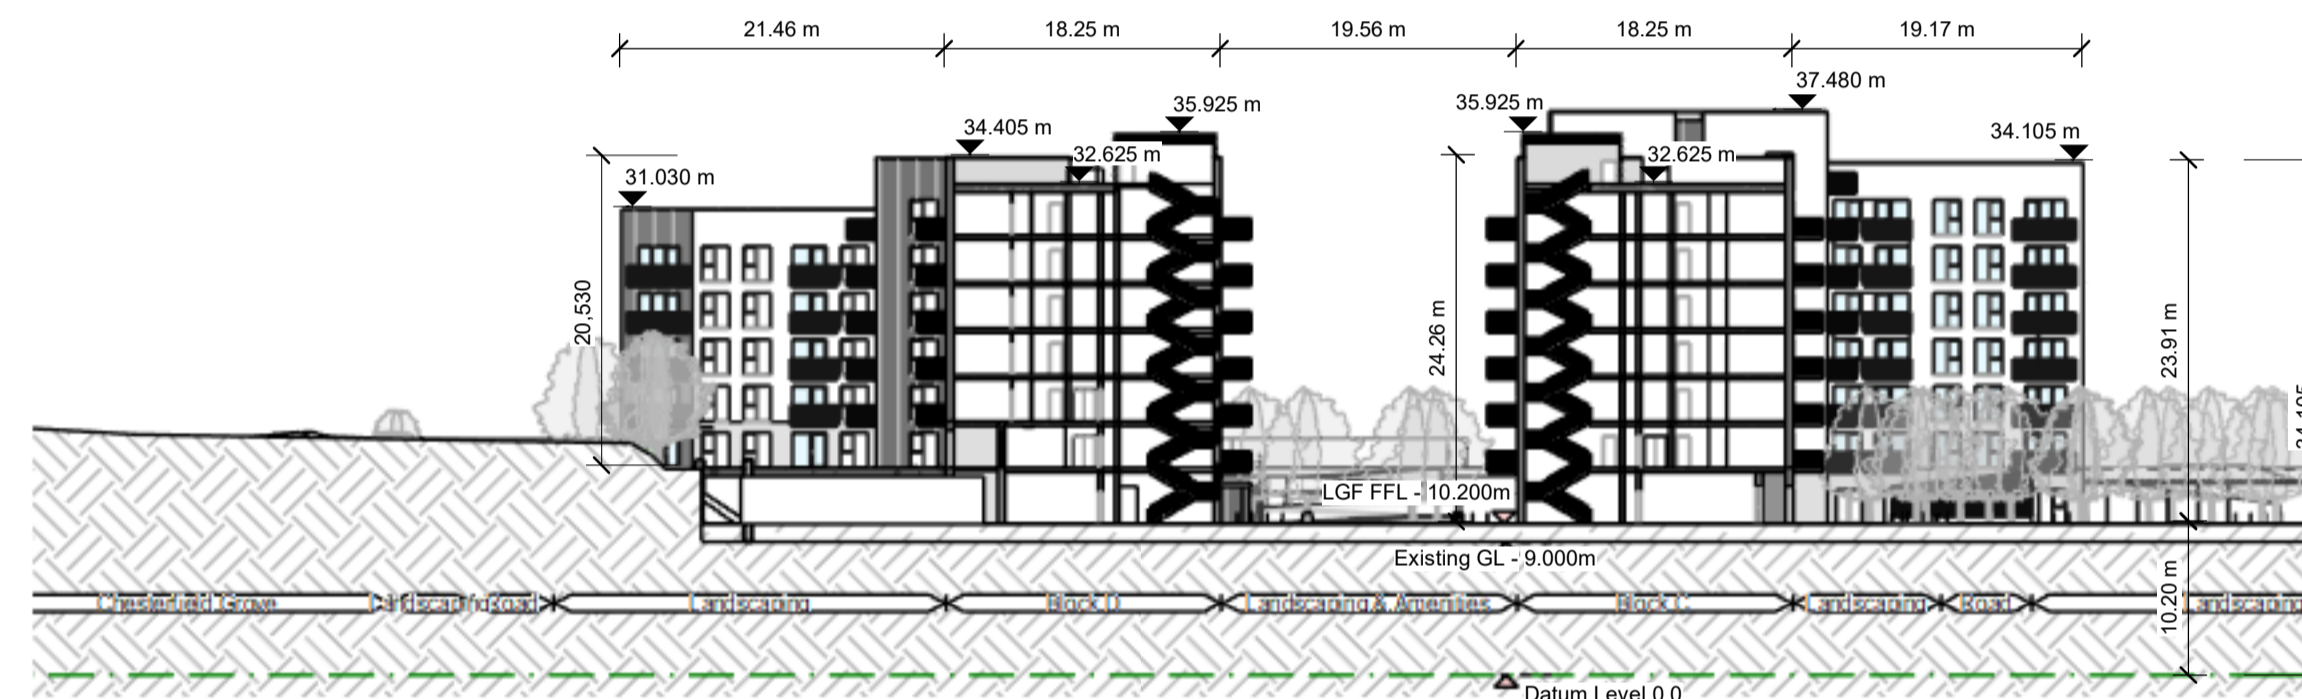 21.46 m 18.25 m 19.56 m 18.25 m 19.17 m
37.480 m
35.925 m 35.925 m
34.405 m 34.105 m
32.625 m 32.625 m
31.030 m
20,530
24.26 m
23.91 m
LGF FFL - 10.200m
Existing GL - 9.000m
Chesterfield Grove Landscaping Road Landscaping Block D Landscaping & Amenities Block C Landscaping Road Landscaping
10.20 m
Datum Level 0.0